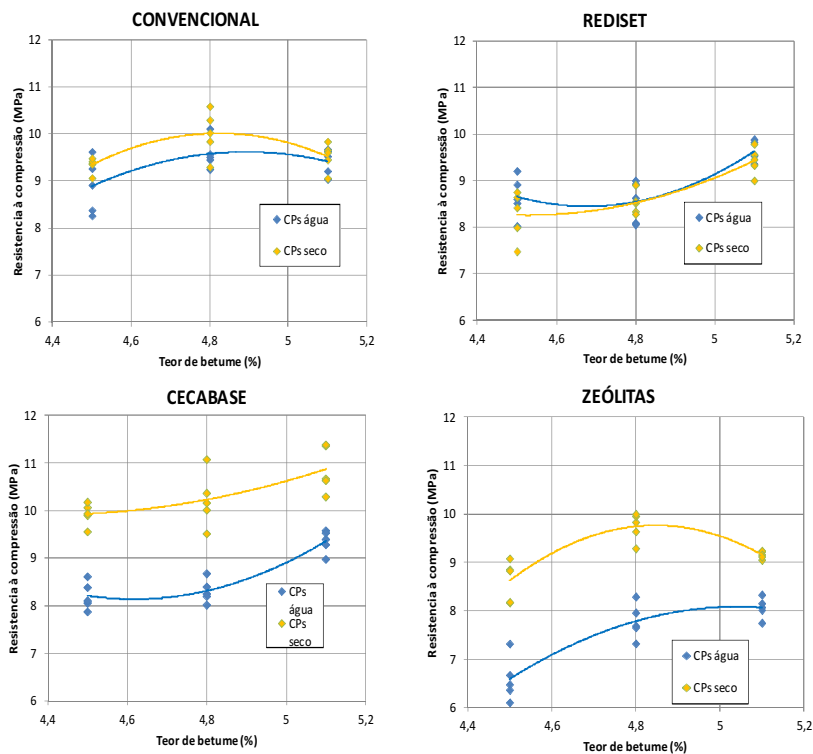 CONVENCIONAL
Resistencia à compressão (MPa)
12
11
10
9
8
7
6
4,4
4,6
4,8
5
5,2
Teor de betume (%)
CPs água
CPs seco
REDISET
Resistencia à compressão (MPa)
12
11
10
9
8
7
6
4,4
4,6
4,8
5
5,2
Teor de betume (%)
CPs água
CPs seco
CECABASE
Resistencia à compressão (MPa)
12
11
10
9
8
7
6
4,4
4,6
4,8
5
5,2
Teor de betume (%)
CPs
água
CPs
seco
ZEÓLITAS
Resistencia à compressão (MPa)
12
11
10
9
8
7
6
4,4
4,6
4,8
5
5,2
Teor de betume (%)
CPs água
CPs seco